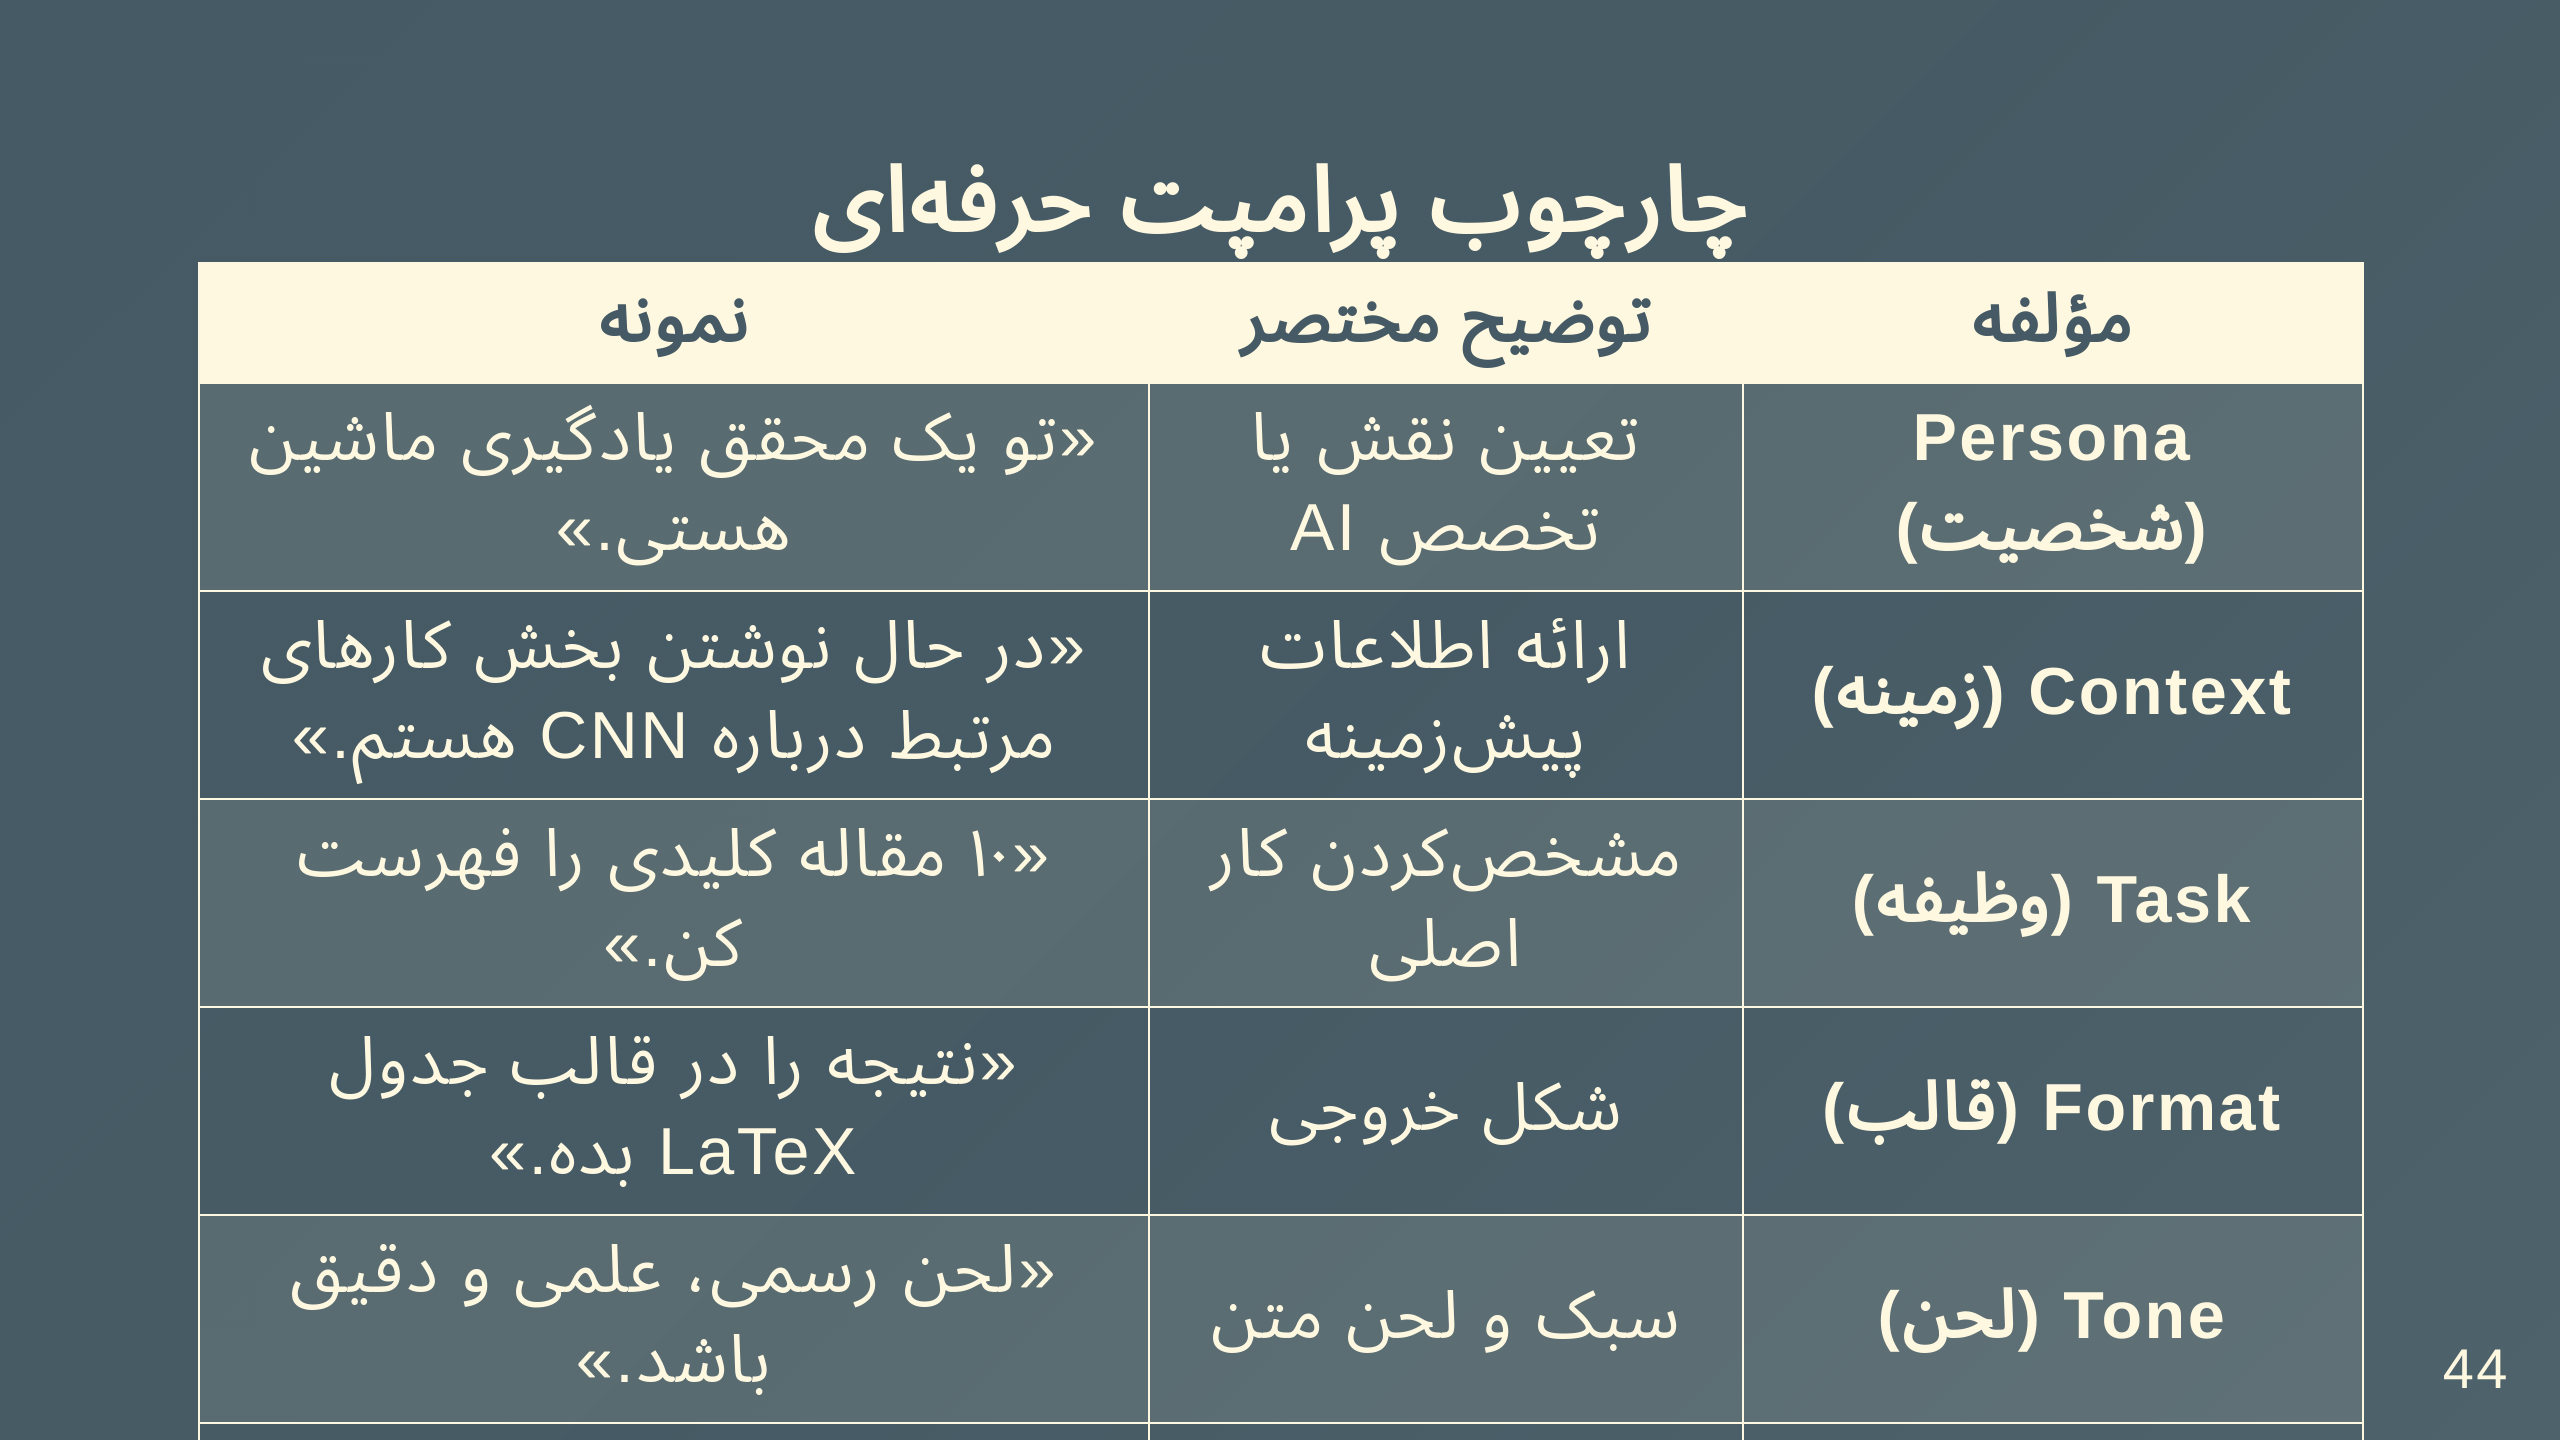 چارچوب پرامپت حرفه‌ای
مؤلفه
توضیح مختصر
نمونه
Persona
(شخصیت)
تعیین نقش یا
تخصص AI
«تو یک محقق یادگیری ماشین
هستی.»
Context (زمینه)
ارائه اطلاعات
پیش‌زمینه
«در حال نوشتن بخش کارهای
مرتبط درباره CNN هستم.»
Task (وظیفه)
مشخص‌کردن کار
اصلی
«۱۰ مقاله کلیدی را فهرست
کن.»
Format (قالب)
شکل خروجی
«نتیجه را در قالب جدول
LaTeX بده.»
Tone (لحن)
سبک و لحن متن
«لحن رسمی، علمی و دقیق
باشد.»
44